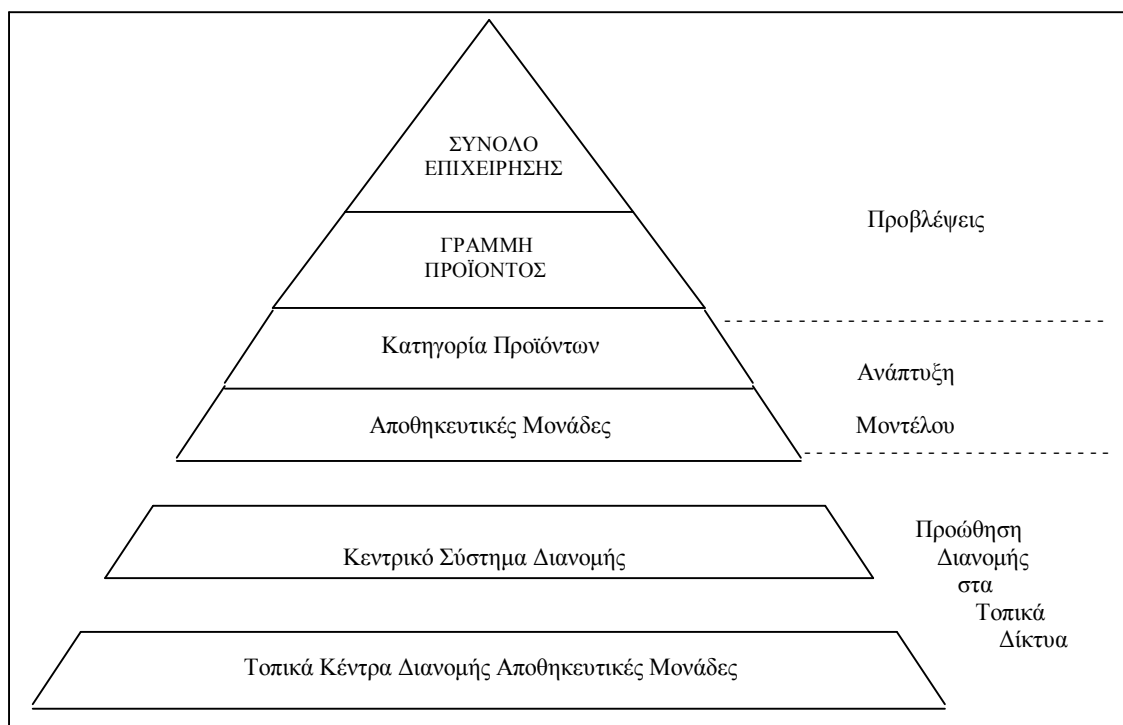 ΣΥΝΟΛΟ
ΕΠΙΧΕΙΡΗΣΗΣ
Προβλέψεις
ΓΡΑΜΜΗ
ΠΡΟΪΟΝΤΟΣ
Κατηγορία Προϊόντων
Ανάπτυξη
Αποθηκευτικές Μονάδες
Μοντέλου
Κεντρικό Σύστημα Διανομής
Προώθηση
Διανομής
στα
Τοπικά
Δίκτυα
Τοπικά Κέντρα Διανομής Αποθηκευτικές Μονάδες